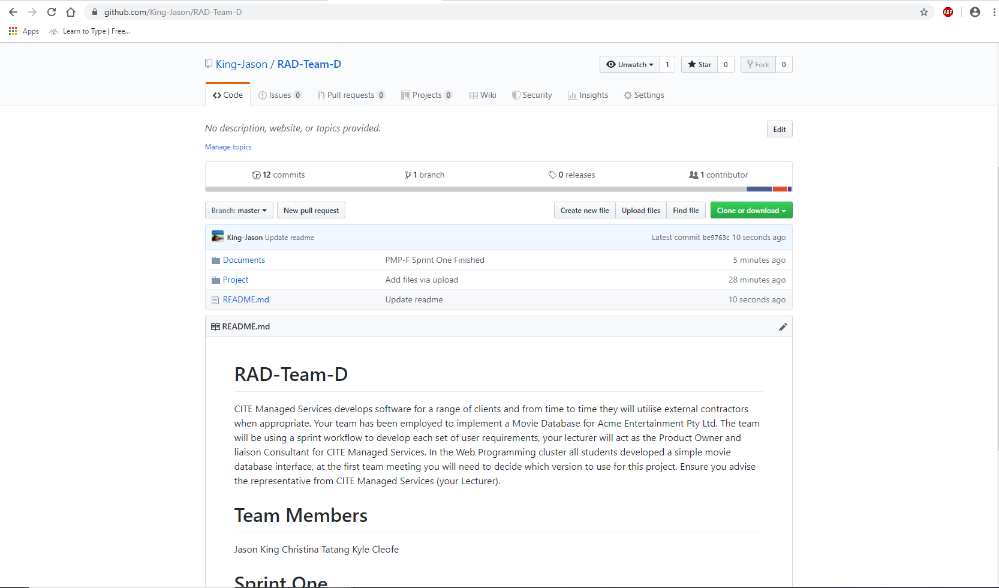 github.com/King-Jason/RAD-Team-D
ABP
Apps Learn to Type | Free...
King-Jason / RAD-Team-D
Unwatch 1 Star 0 Fork 0
Code Issues 0 Pull requests 0 Projects 0 Wiki Security Insights Settings
No description, website, or topics provided.
Edit
Manage topics
12 commits 1 branch 0 releases 1 contributor
Branch: master New pull request Create new file Upload files Find file Clone or download
King-Jason Update readme Latest commit be9763c 10 seconds ago
Documents PMP-F Sprint One Finished 5 minutes ago
Project Add files via upload 28 minutes ago
README.md Update readme 10 seconds ago
README.md
RAD-Team-D
CITE Managed Services develops software for a range of clients and from time to time they will utilise external contractors
when appropriate. Your team has been employed to implement a Movie Database for Acme Entertainment Pty Ltd. The team
will be using a sprint workflow to develop each set of user requirements, your lecturer will act as the Product Owner and
liaison Consultant for CITE Managed Services. In the Web Programming cluster all students developed a simple movie
database interface, at the first team meeting you will need to decide which version to use for this project. Ensure you advise
the representative from CITE Managed Services (your Lecturer).
Team Members
Jason King Christina Tatang Kyle Cleofe
Sprint One